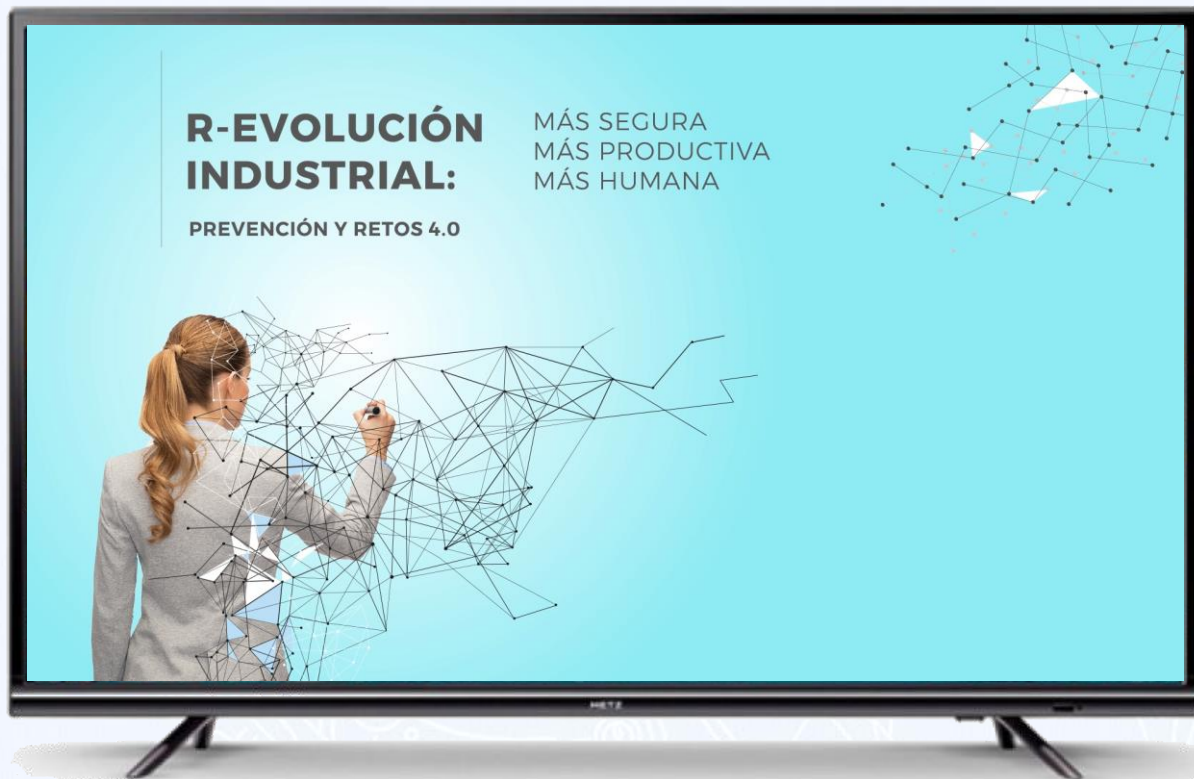 R-EVOLUCIÓN
INDUSTRIAL:
MÁS SEGURA
MÁS PRODUCTIVA
MÁS HUMANA
PREVENCIÓN Y RETOS 4.0
METZ